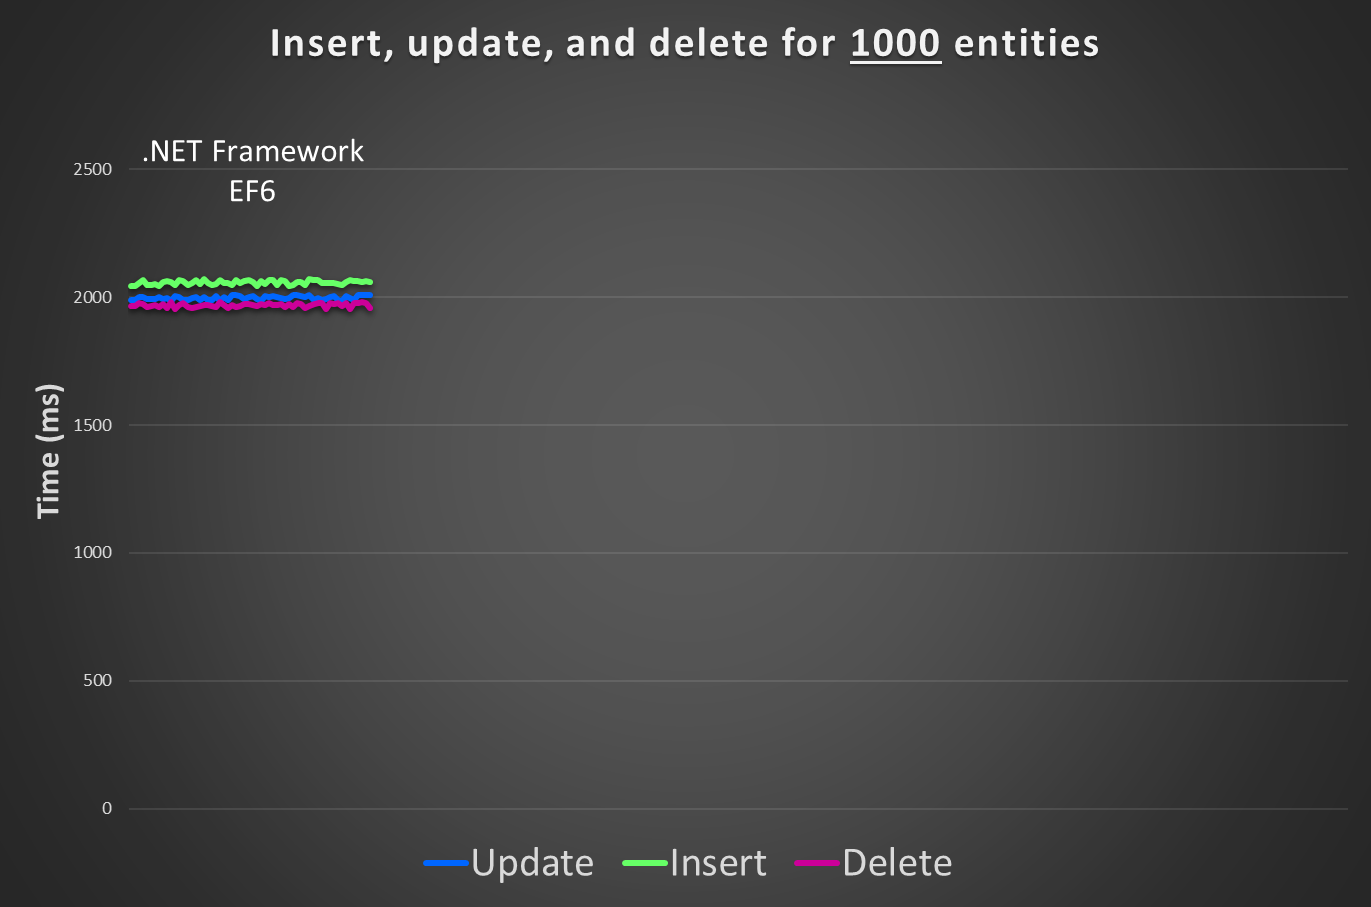 Insert, update, and delete for 1000 entities
.NET Framework
EF6
2500
2000
1500
1000
500
0
Time (ms)
Update
Insert
Delete